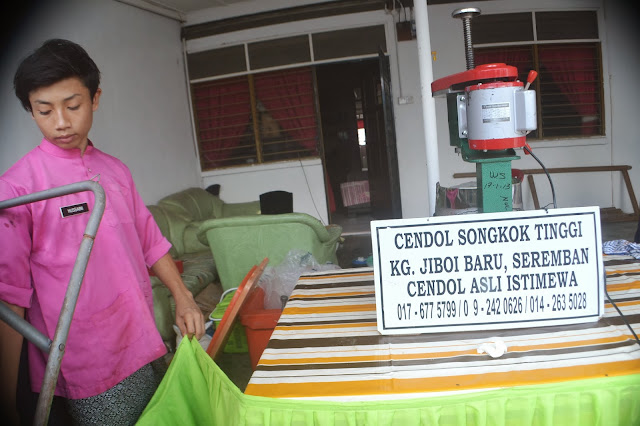 CENDOL SONGKOK TINGGI
KG. JIBOI BARU, SEREMBAN
CENDOL ASLI ISTIMEWA
017 - 677 5799 / 0 9 - 242 0626 / 014 - 263 5028
WS